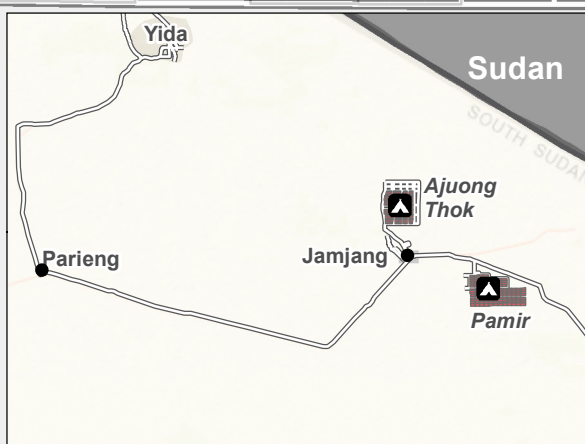 Yida
Sudan
SOUTH SUDAN
Ajuong
Thok
Parieng
Jamjang
Pamir